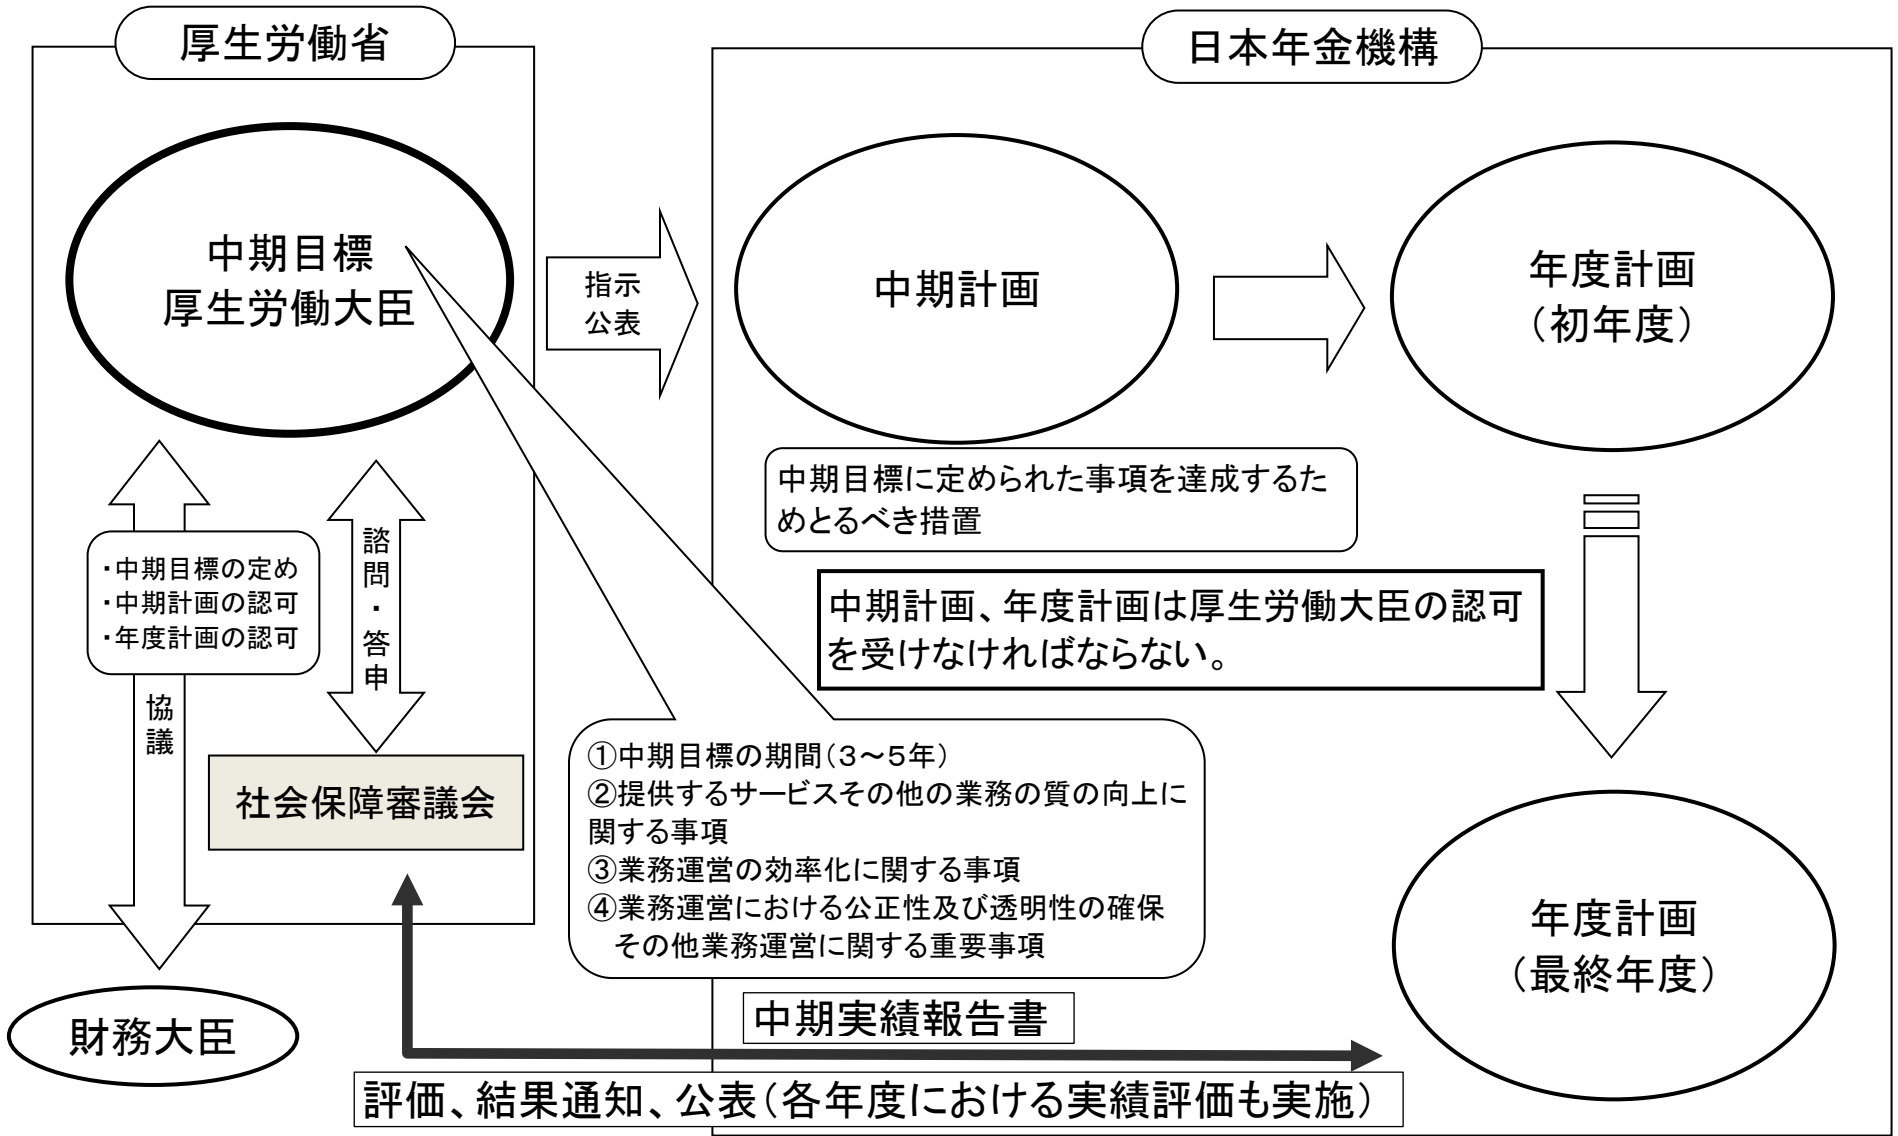 厚生労働省
中期目標
厚生労働大臣
・中期目標の定め
・中期計画の認可
・年度計画の認可
協議
諮問・答申
社会保障審議会
財務大臣
指示
公表
日本年金機構
中期計画
年度計画
（初年度）
中期目標に定められた事項を達成するた
めとるべき措置
中期計画、年度計画は厚生労働大臣の認可
を受けなければならない。
①中期目標の期間（３～５年）
②提供するサービスその他の業務の質の向上に
関する事項
③業務運営の効率化に関する事項
④業務運営における公正性及び透明性の確保
その他業務運営に関する重要事項
年度計画
（最終年度）
中期実績報告書
評価、結果通知、公表（各年度における実績評価も実施）